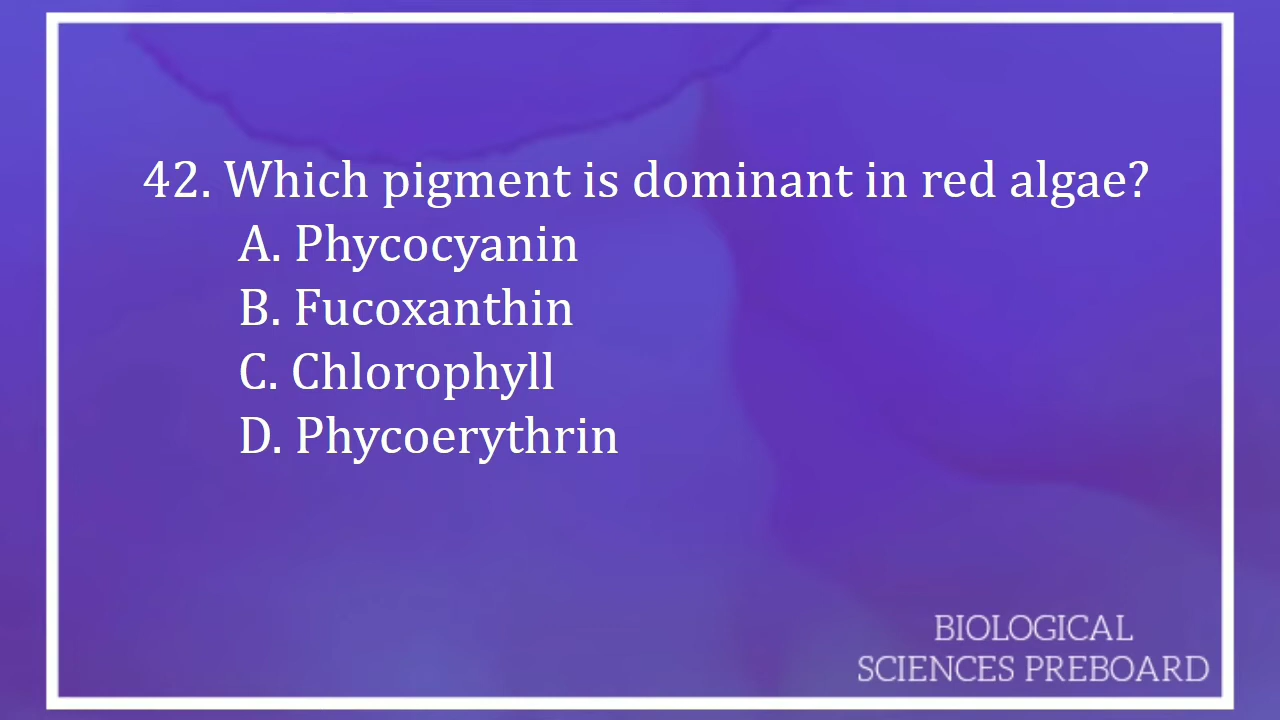 42. Which pigment is dominant in red algae?
A. Phycocyanin
B. Fucoxanthin
C. Chlorophyll
D. Phycoerythrin
BIOLOGICAL
SCIENCES PREBOARD